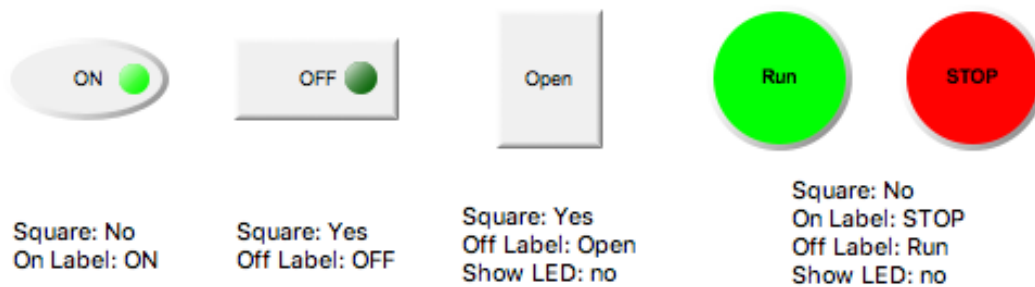 ON
OFF
Open
Run
STOP
Square: No
On Label: ON
Square: Yes
Off Label: OFF
Square: Yes
Off Label: Open
Show LED: no
Square: No
On Label: STOP
Off Label: Run
Show LED: no